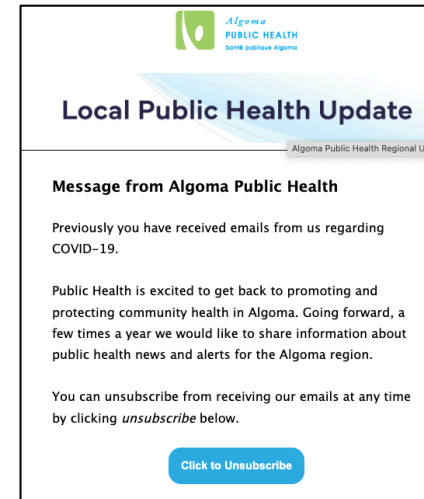 Algoma
PUBLIC HEALTH
Santé publique Algoma
Local Public Health Update
Algoma Public Health Regional U
Message from Algoma Public Health
Previously you have received emails from us regarding
COVID-19.
Public Health is excited to get back to promoting and
protecting community health in Algoma. Going forward, a
few times a year we would like to share information about
public health news and alerts for the Algoma region.
You can unsubscribe from receiving our emails at any time
by clicking unsubscribe below.
Click to Unsubscribe